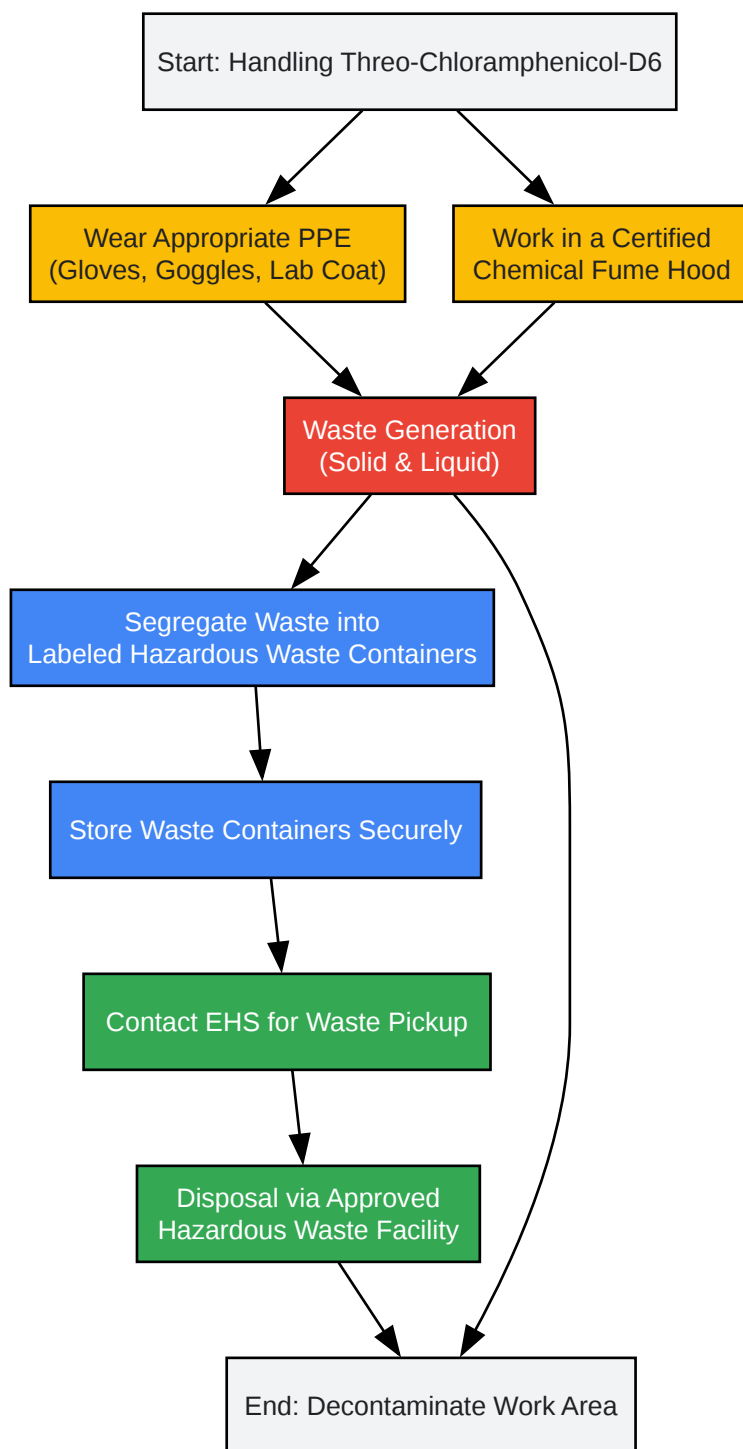 Start: Handling Threo-Chloramphenicol-D6
Wear Appropriate PPE
(Gloves, Goggles, Lab Coat)
Work in a Certified
Chemical Fume Hood
Waste Generation
(Solid & Liquid)
Segregate Waste into
Labeled Hazardous Waste Containers
Store Waste Containers Securely
Contact EHS for Waste Pickup
Disposal via Approved
Hazardous Waste Facility
End: Decontaminate Work Area